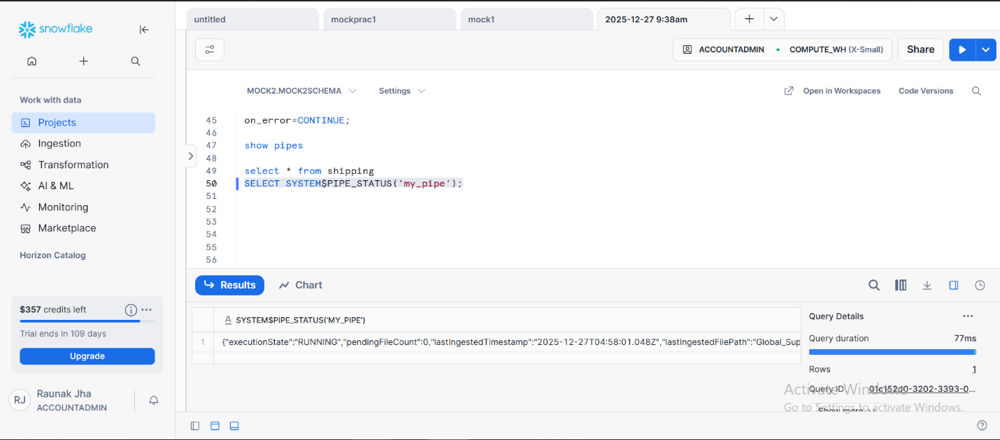 snowflake
Work with data
Projects
Ingestion
Transformation
AI & ML
Monitoring
Marketplace
Horizon Catalog
$357 credits left
Trial ends in 109 days
Upgrade
RJ
Raunak Jha
ACCOUNTADMIN
untitled
mockprac1
mock1
2025-12-27 9:38am
ACCOUNTADMIN
COMPUTE_WH (X-Small)
Share
MOCK2.MOCK2SCHEMA
Settings
Open in Workspaces
Code Versions
45 on_error=CONTINUE;
46
47 show pipes
48
49 select * from shipping
50 SELECT SYSTEM$PIPE_STATUS('my_pipe');
51
52
53
54
55
56
Results
Chart
A SYSTEM$PIPE_STATUS('MY_PIPE')
1 {"executionState":"RUNNING","pendingFileCount":0,"lastIngestedTimestamp":"2025-12-27T04:58:01.048Z","lastIngestedFilePath":"Global_Sup
Query Details
Query duration 77ms
Rows 1
Query ID 01c152d0-3202-3393-0...
Show more
Activate Windows
Go to Settings to activate Windows.